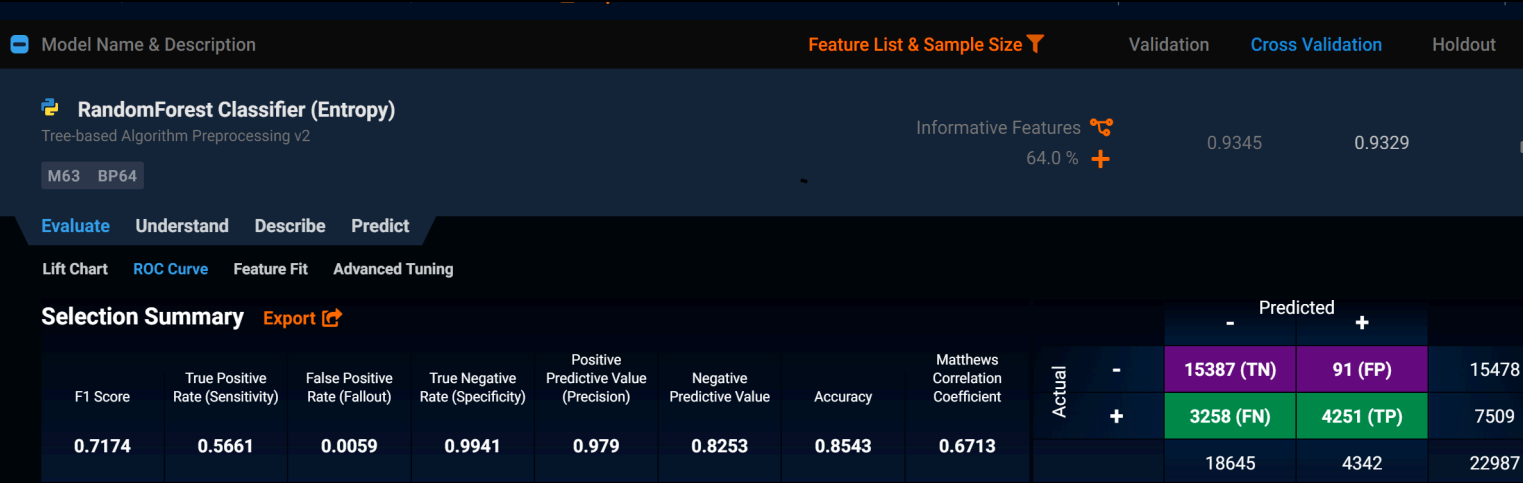 Model Name & Description Feature List & Sample Size Validation Cross Validation Holdout
RandomForest Classifier (Entropy)
Tree-based Algorithm Preprocessing v2
Informative Features
64.0 %
0.9345 0.9329
M63 BP64
Evaluate Understand Describe Predict
Lift Chart ROC Curve Feature Fit Advanced Tuning
Selection Summary Export
F1 Score
True Positive
Rate (Sensitivity)
False Positive
Rate (Fallout)
True Negative
Rate (Specificity)
Positive
Predictive Value
(Precision)
Negative
Predictive Value
Accuracy
Matthews
Correlation
Coefficient
0.7174 0.5661 0.0059 0.9941 0.979 0.8253 0.8543 0.6713
Predicted
- +
Actual
- 15387 (TN) 91 (FP) 15478
+ 3258 (FN) 4251 (TP) 7509
18645 4342 22987